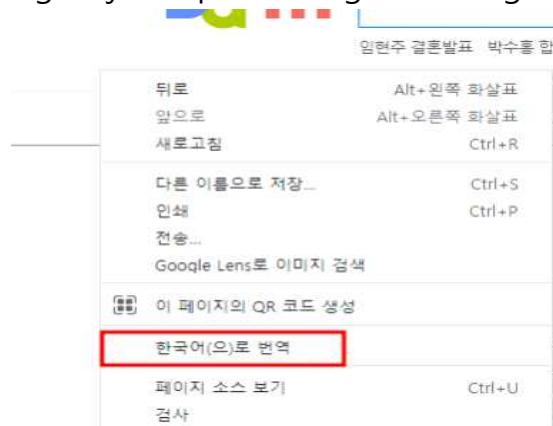 임현주 결혼발표 박수홍 합
뒤로 Alt+왼쪽 화살표
앞으로 Alt+오른쪽 화살표
새로고침 Ctrl+R
다른 이름으로 저장... Ctrl+S
인쇄 Ctrl+P
전송...
Google Lens로 이미지 검색
이 페이지의 QR 코드 생성
한국어(으)로 번역
페이지 소스 보기 Ctrl+U
검사